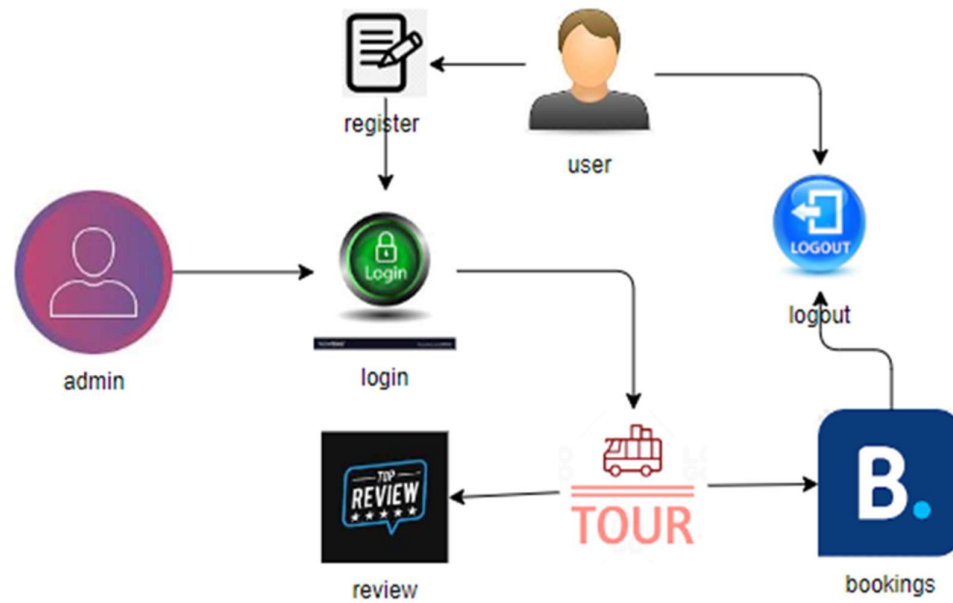 register
user
LOGOUT
logout
Login
admin
login
TOP
REVIEW
review
TOUR
B.
bookings